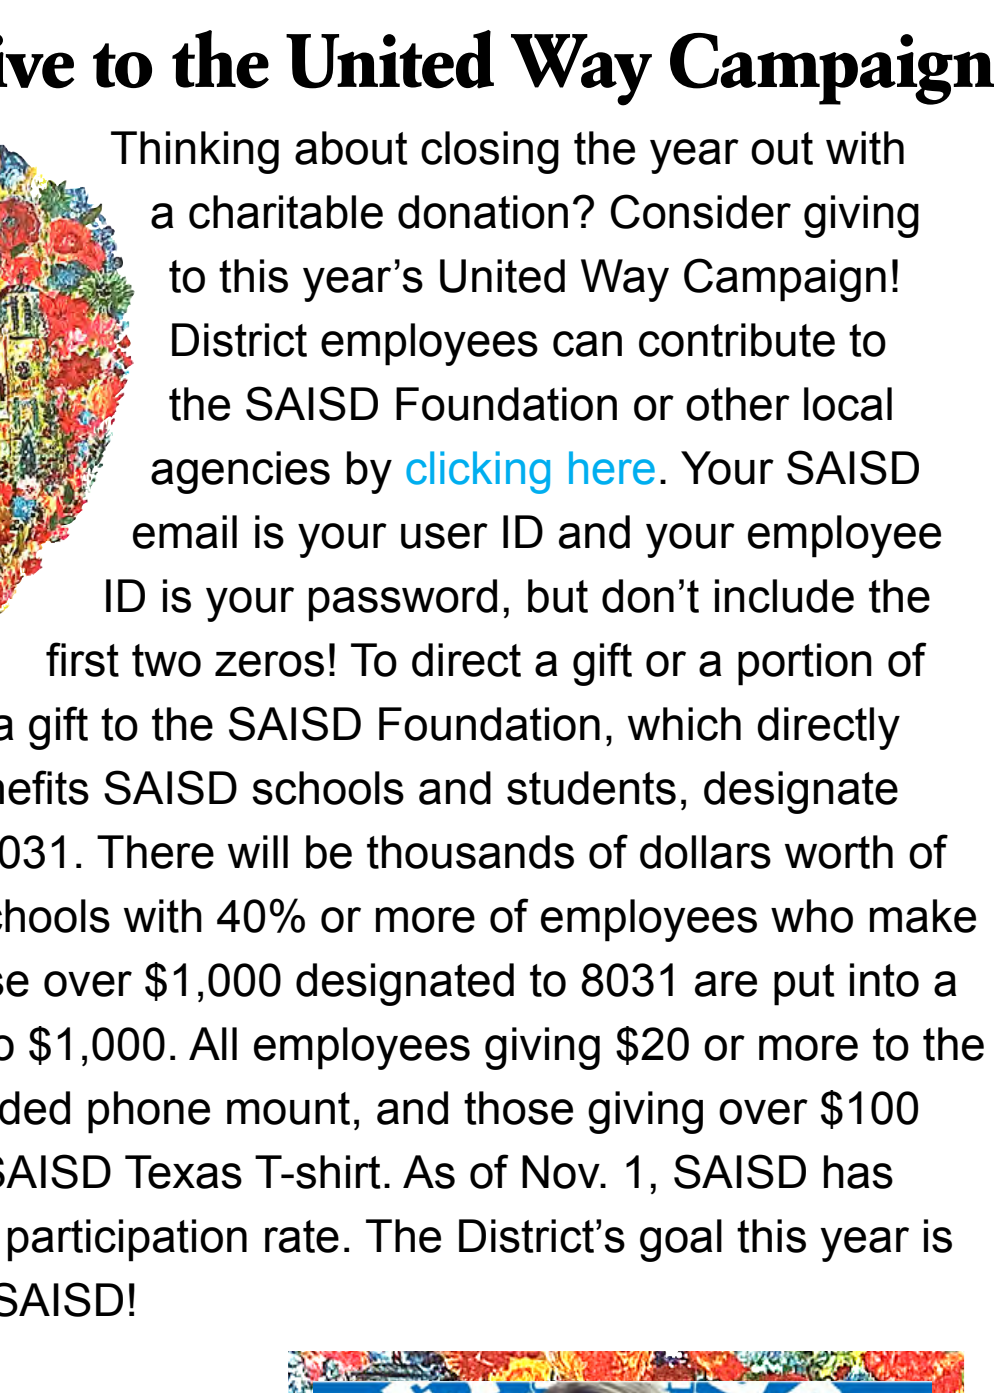 ive to the United Way Campaign
Thinking about closing the year out with
a charitable donation? Consider giving
to this year’s United Way Campaign!
District employees can contribute to
the SAISD Foundation or other local
agencies by clicking here. Your SAISD
email is your user ID and your employee
ID is your password, but don’t include the
first two zeros! To direct a gift or a portion of
a gift to the SAISD Foundation, which directly
nefits SAISD schools and students, designate
031. There will be thousands of dollars worth of
chools with 40% or more of employees who make
se over $1,000 designated to 8031 are put into a
o $1,000. All employees giving $20 or more to the
ded phone mount, and those giving over $100
SAISD Texas T-shirt. As of Nov. 1, SAISD has
participation rate. The District’s goal this year is
SAISD!